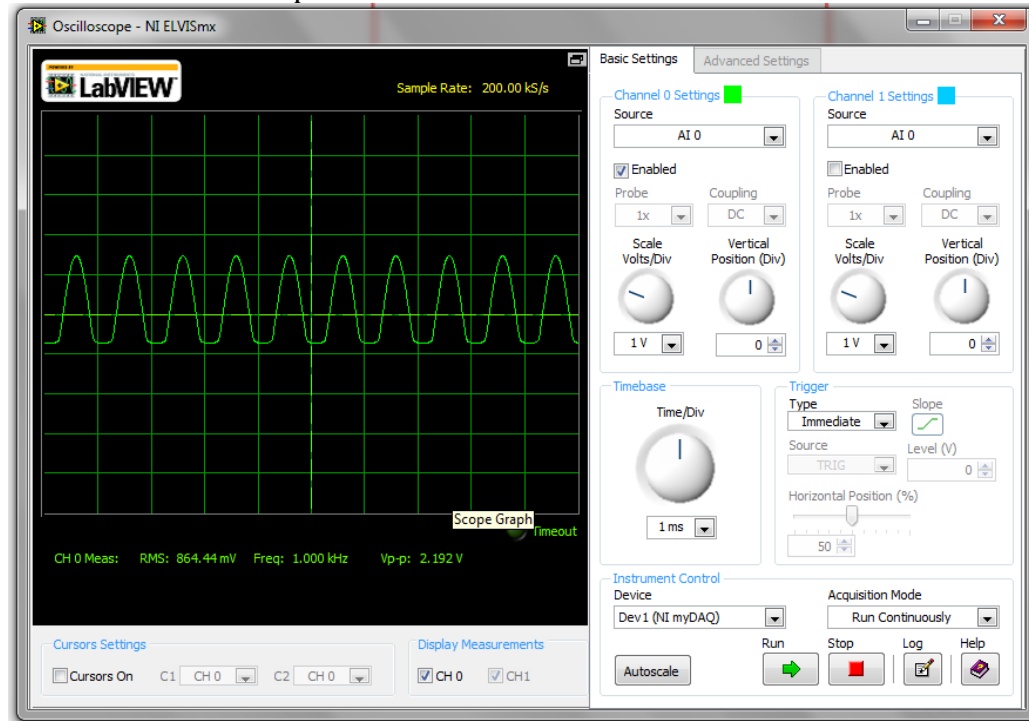 Oscilloscope - NI ELVISmx
LabVIEW
Sample Rate: 200.00 kS/s
Timeout
Scope Graph
CH 0 Meas: RMS: 864.44 mV Freq: 1.000 kHz Vp-p: 2.192 V
Cursors Settings
Cursors On C1 CH 0 C2 CH 0
Display Measurements
CH 0 CH1
Basic Settings Advanced Settings
Channel 0 Settings
Source
AI 0
Enabled
Probe Coupling
1x DC
Scale Vertical
Volts/Div Position (Div)
1 V 0
Channel 1 Settings
Source
AI 0
Enabled
Probe Coupling
1x DC
Scale Vertical
Volts/Div Position (Div)
1 V 0
Timebase
Time/Div
1 ms
Trigger
Type Slope
Immediate
Source Level (V)
TRIG 0
Horizontal Position (%)
50
Instrument Control
Device Acquisition Mode
Dev1 (NI myDAQ) Run Continuously
Run Stop Log Help
Autoscale